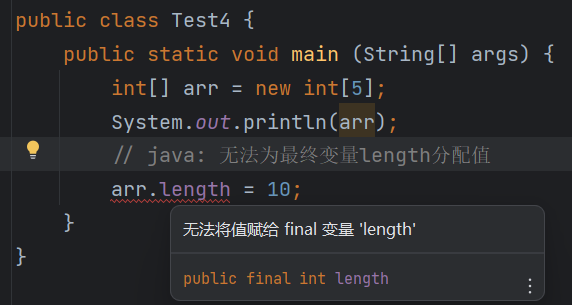 public class Test4 {
public static void main (String[] args) {
int[] arr = new int[5];
System.out.println(arr);
// java: 无法为最终变量length分配值
arr.length = 10;
}
}
无法将值赋给 final 变量 'length'
public final int length